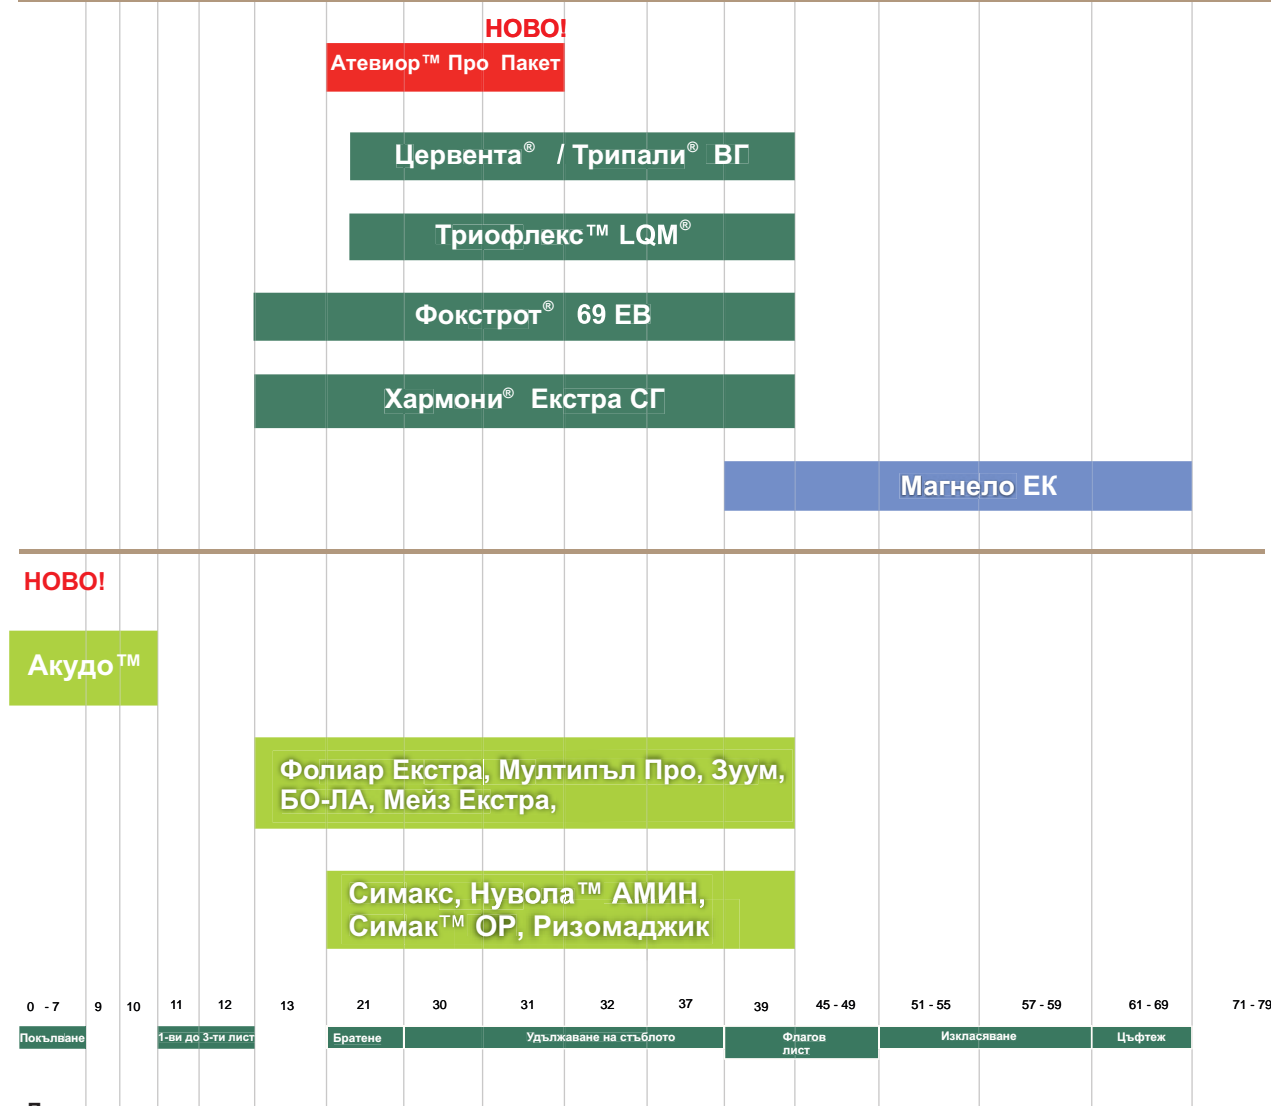 НОВО!
Атевиор™ Про Пакет
Цервента® / Трипали® ВГ
Триофлекс™ LQM®
Фокстрот® 69 ЕВ
Хармони® Екстра СГ
Магнело ЕК
НОВО!
Акудо™
Фолиар Екстра, Мултипъл Про, Зуум,
БО-ЛА, Мейз Екстра,
Симакс, Нувола™ АМИН,
Симак™ ОР, Ризомаджик
0 - 7 9 10 11 12 13 21 30 31 32 37 39 45 - 49 51 - 55 57 - 59 61 - 69 71 - 79
Покълване 1-ви до 3-ти лист Братене Удължаване на стъблото Флагов Изкласяване Цъфтеж
лист